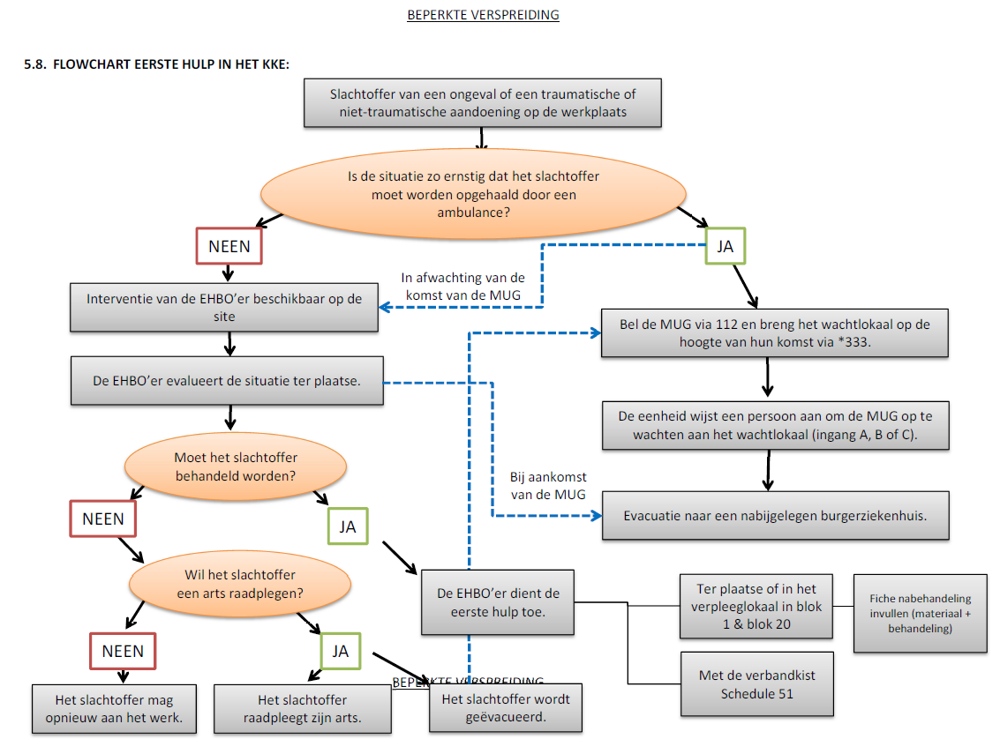 BEPERKTE VERSPREIDING
5.8. FLOWCHART EERSTE HULP IN HET KKE:
Slachtoffer van een ongeval of een traumatische of
niet-traumatische aandoening op de werkplaats
Is de situatie zo ernstig dat het slachtoffer
moet worden opgehaald door een
ambulance?
NEEN
JA
In afwachting van de
komst van de MUG
Interventie van de EHBO’er beschikbaar op de
site
Bel de MUG via 112 en breng het wachtlokaal op de
hoogte van hun komst via *333.
De EHBO’er evalueert de situatie ter plaatse.
De eenheid wijst een persoon aan om de MUG op te
wachten aan het wachtlokaal (ingang A, B of C).
Moet het slachtoffer
behandeld worden?
Bij aankomst
van de MUG
Evacuatie naar een nabijgelegen burgerziekenhuis.
NEEN
JA
Wil het slachtoffer
een arts raadplegen?
De EHBO’er dient de
eerste hulp toe.
Ter plaatse of in het
verpleeglokaal in blok
1 & blok 20
Fiche nabehandeling
invullen (materiaal +
behandeling)
NEEN
JA
Met de verbandkist
Schedule 51
BEPERKTE VERSPREIDING
Het slachtoffer mag
opnieuw aan het werk.
Het slachtoffer
raadpleegt zijn arts.
Het slachtoffer wordt
geëvacueerd.